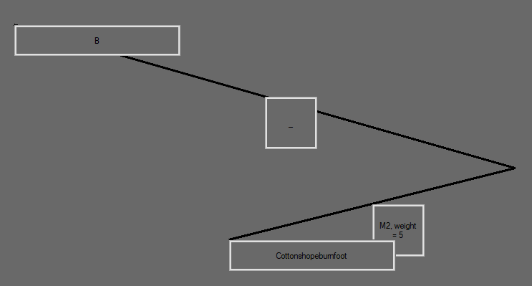 B
–
M2, weight
= 5
Cottonshopeburnfoot